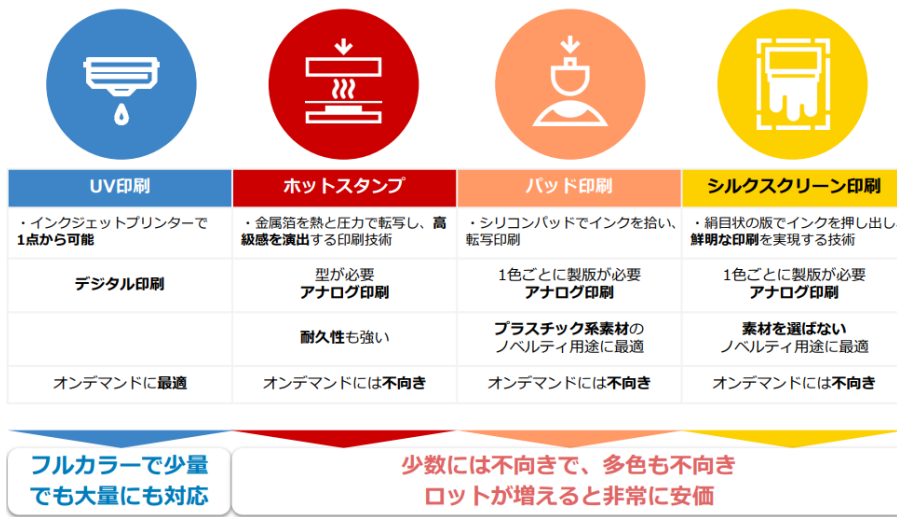 UV印刷
ホットスタンプ
パッド印刷
シルクスクリーン印刷
・インクジェットプリンターで
1点から可能
・金属箔を熱と圧力で転写し、高
級感を演出する印刷技術
・シリコンパッドでインクを拾い、
転写印刷
・絹目状の版でインクを押し出し、
鮮明な印刷を実現する技術
デジタル印刷
型が必要
アナログ印刷
1色ごとに製版が必要
アナログ印刷
1色ごとに製版が必要
アナログ印刷
耐久性も強い
プラスチック系素材の
ノベルティ用途に最適
素材を選ばない
ノベルティ用途に最適
オンデマンドに最適
オンデマンドには不向き
オンデマンドには不向き
オンデマンドには不向き
フルカラーで少量
でも大量にも対応
少数には不向きで、多色も不向き
ロットが増えると非常に安価